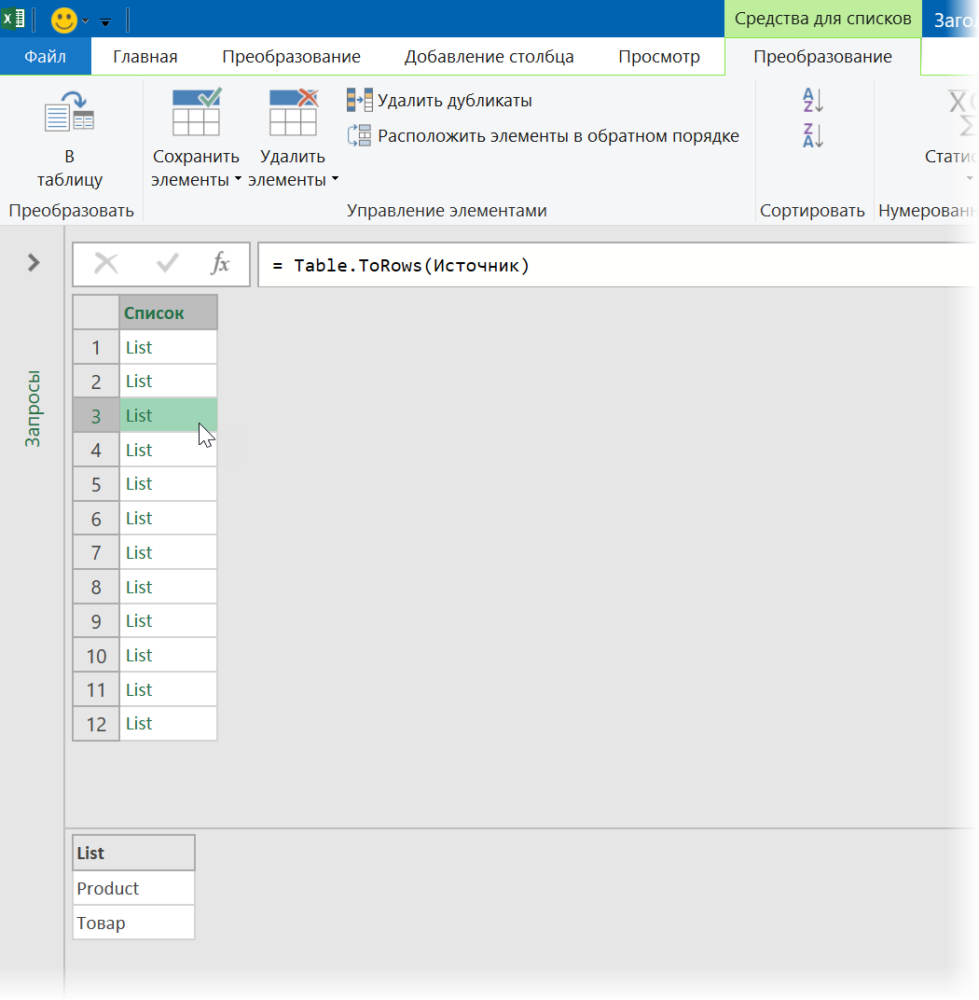 Средства для списков
Заго
Файл
Главная
Преобразование
Добавление столбца
Просмотр
Преобразование
В
таблицу
Сохранить
элементы
Удалить
элементы
Удалить дубликаты
Расположить элементы в обратном порядке
A
Z
Z
A
Стати
Преобразовать
Управление элементами
Сортировать
Нумерованн
fx
= Table.ToRows(Источник)
Запросы
Список
1 List
2 List
3 List
4 List
5 List
6 List
7 List
8 List
9 List
10 List
11 List
12 List
List
Product
Товар